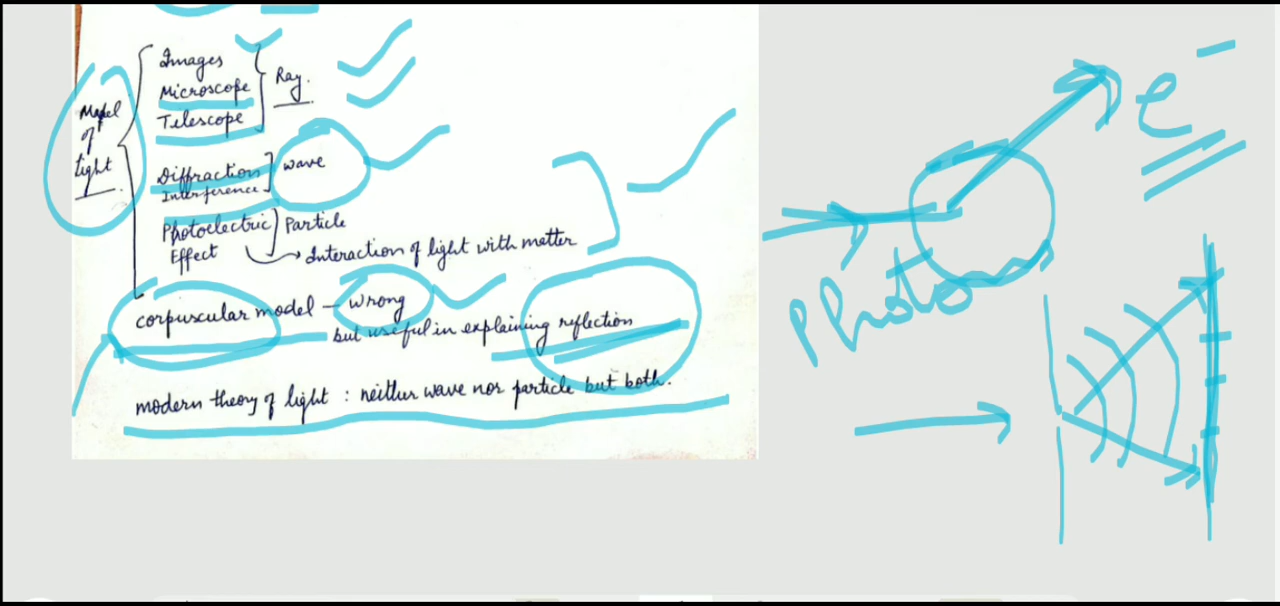 Images
Microscope
Telescope
Ray.
Model
of
light
Diffraction
Interference
wave
Photoelectric
Effect
Particle
Interaction of light with matter
corpuscular model – wrong
but useful in explaining reflection
modern theory of light : neither wave nor particle but both.
e⁻
Photo